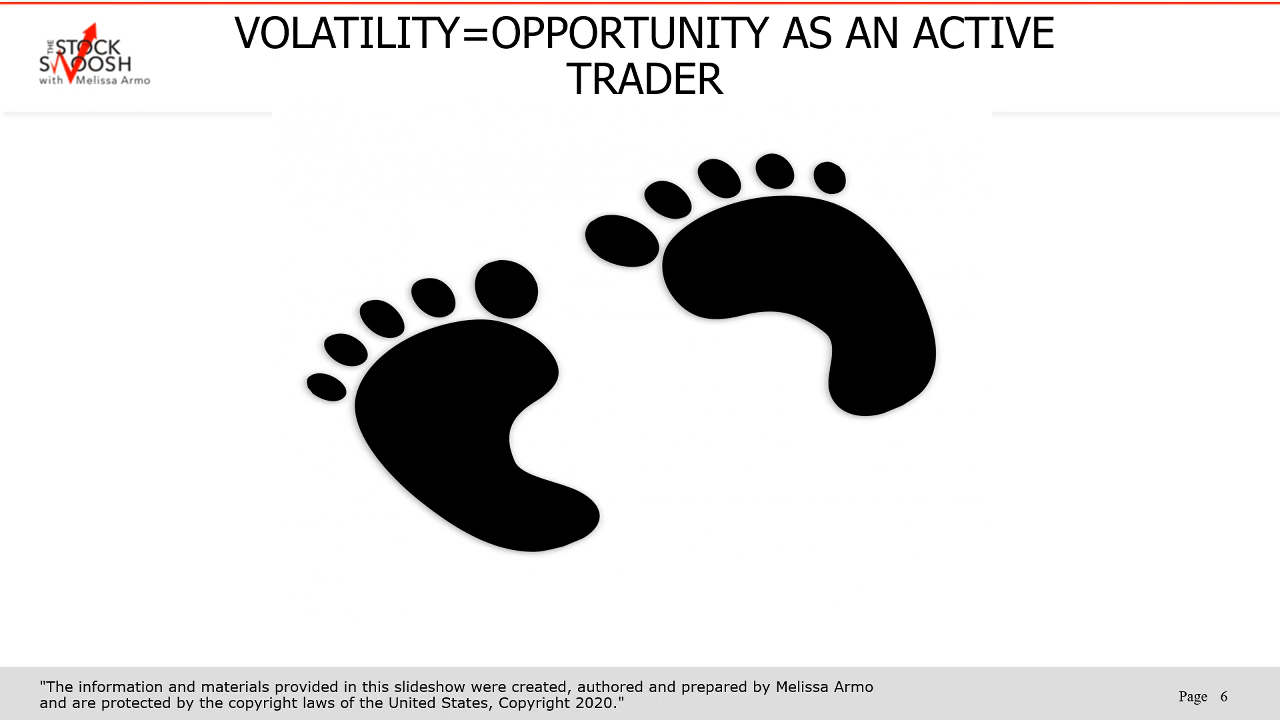 VOLATILITY=OPPORTUNITY AS AN ACTIVE
TRADER
THE
STOCK
SWOOSH
with Melissa Armo
"The information and materials provided in this slideshow were created, authored and prepared by Melissa Armo
and are protected by the copyright laws of the United States, Copyright 2020."
Page 6